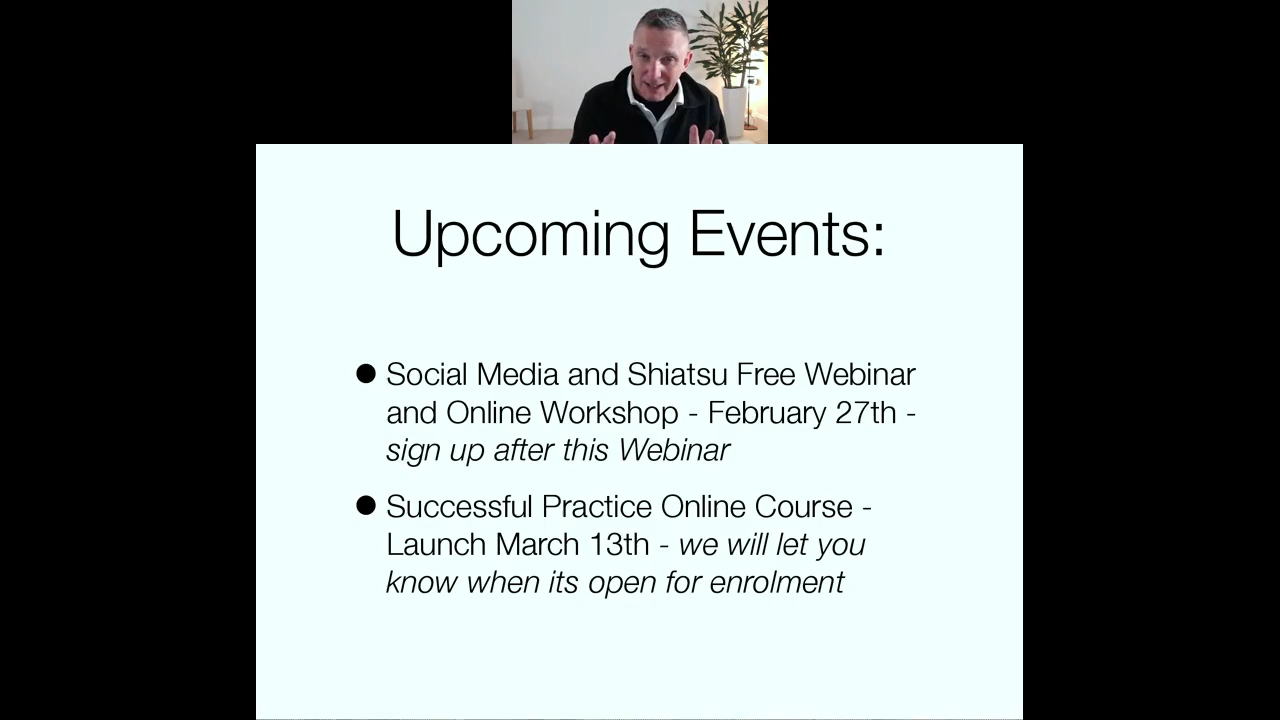 Upcoming Events:
● Social Media and Shiatsu Free Webinar
and Online Workshop - February 27th -
sign up after this Webinar
● Successful Practice Online Course -
Launch March 13th - we will let you
know when its open for enrolment